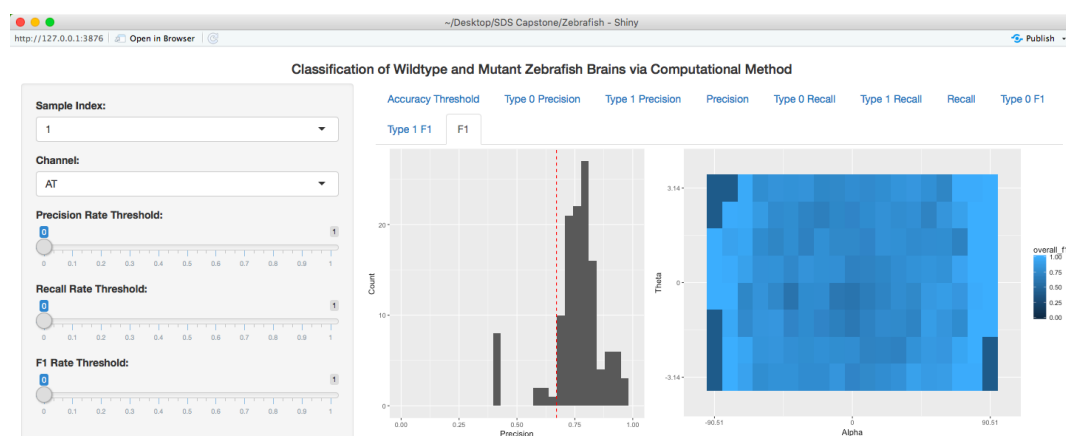 ~/Desktop/SDS Capstone/Zebrafish - Shiny
http://127.0.0.1:3876 Open in Browser Publish
Classification of Wildtype and Mutant Zebrafish Brains via Computational Method
Sample Index:
1
Channel:
AT
Precision Rate Threshold:
0 1
0 0.1 0.2 0.3 0.4 0.5 0.6 0.7 0.8 0.9 1
Recall Rate Threshold:
0 1
0 0.1 0.2 0.3 0.4 0.5 0.6 0.7 0.8 0.9 1
F1 Rate Threshold:
0 1
0 0.1 0.2 0.3 0.4 0.5 0.6 0.7 0.8 0.9 1
Accuracy Threshold Type 0 Precision Type 1 Precision Precision Type 0 Recall Type 1 Recall Recall Type 0 F1
Type 1 F1 F1
Count
20
10
0
0.00 0.25 0.50 0.75 1.00
Precision
Theta
3.14
0
-3.14
-90.51 0 90.51
Alpha
overall_f1
1.00
0.75
0.50
0.25
0.00